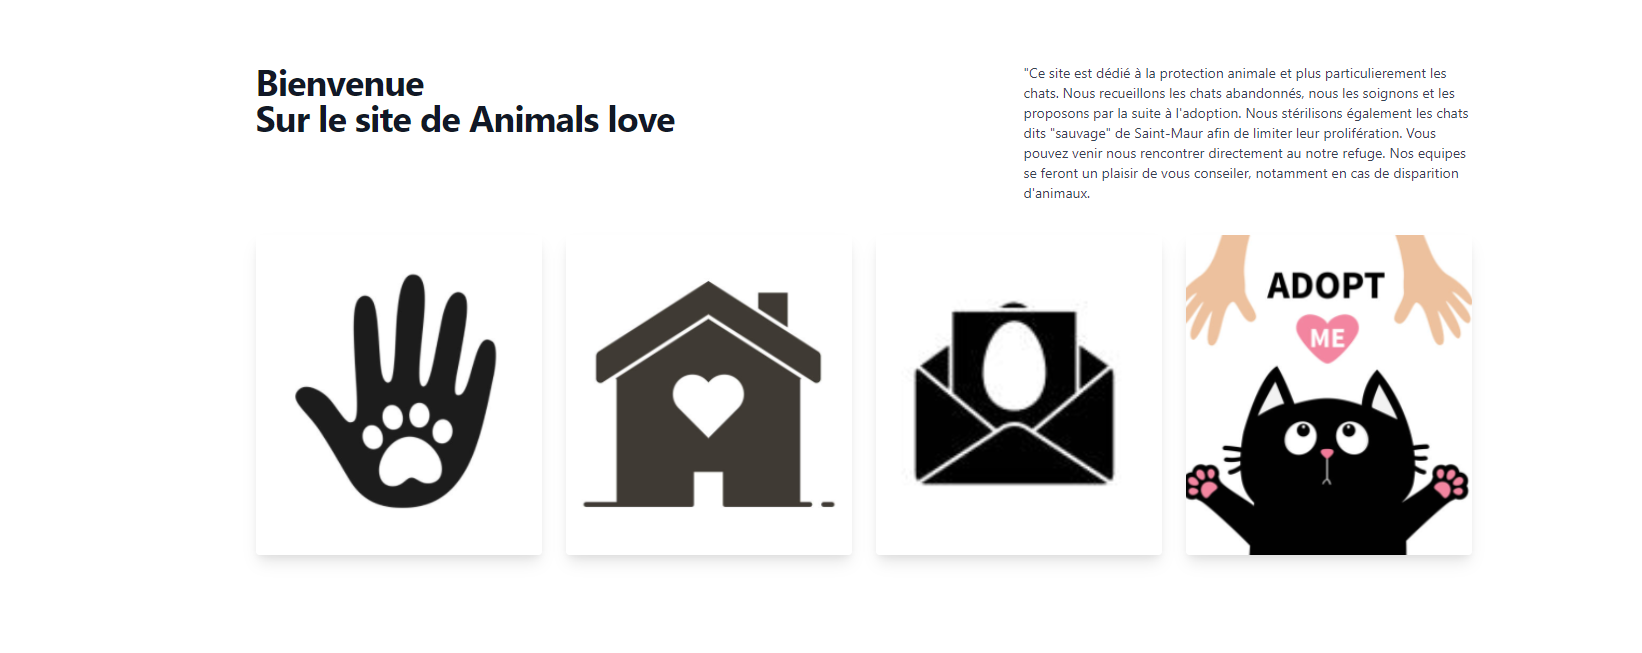 Bienvenue
Sur le site de Animals love
"Ce site est dédié à la protection animale et plus particulierement les
chats. Nous recueillons les chats abandonnés, nous les soignons et les
proposons par la suite à l'adoption. Nous stérilisons également les chats
dits "sauvage" de Saint-Maur afin de limiter leur prolifération. Vous
pouvez venir nous rencontrer directement au notre refuge. Nos equipes
se feront un plaisir de vous conseiler, notamment en cas de disparition
d'animaux.
ADOPT
ME